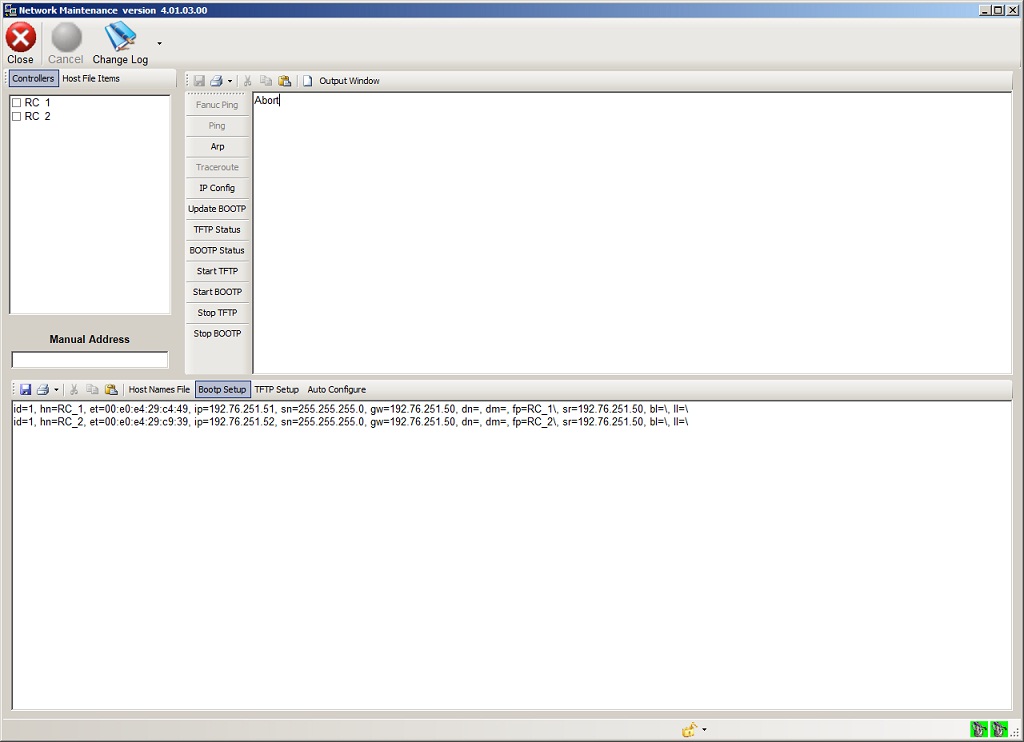 Network Maintenance version 4.01.03.00
Close
Cancel
Change Log
Controllers
Host File Items
Output Window
RC 1
RC 2
Abort
Fanuc Ping
Ping
Arp
Traceroute
IP Config
Update BOOTP
TFTP Status
BOOTP Status
Start TFTP
Start BOOTP
Stop TFTP
Stop BOOTP
Manual Address
Host Names File
Bootp Setup
TFTP Setup
Auto Configure
id=1, hn=RC_1, et=00:e0:e4:29:c4:49, ip=192.76.251.51, sn=255.255.255.0, gw=192.76.251.50, dn=, dm=, fp=RC_1\, sr=192.76.251.50, bl=\, ll=\
id=1, hn=RC_2, et=00:e0:e4:29:c9:39, ip=192.76.251.52, sn=255.255.255.0, gw=192.76.251.50, dn=, dm=, fp=RC_2\, sr=192.76.251.50, bl=\, ll=\